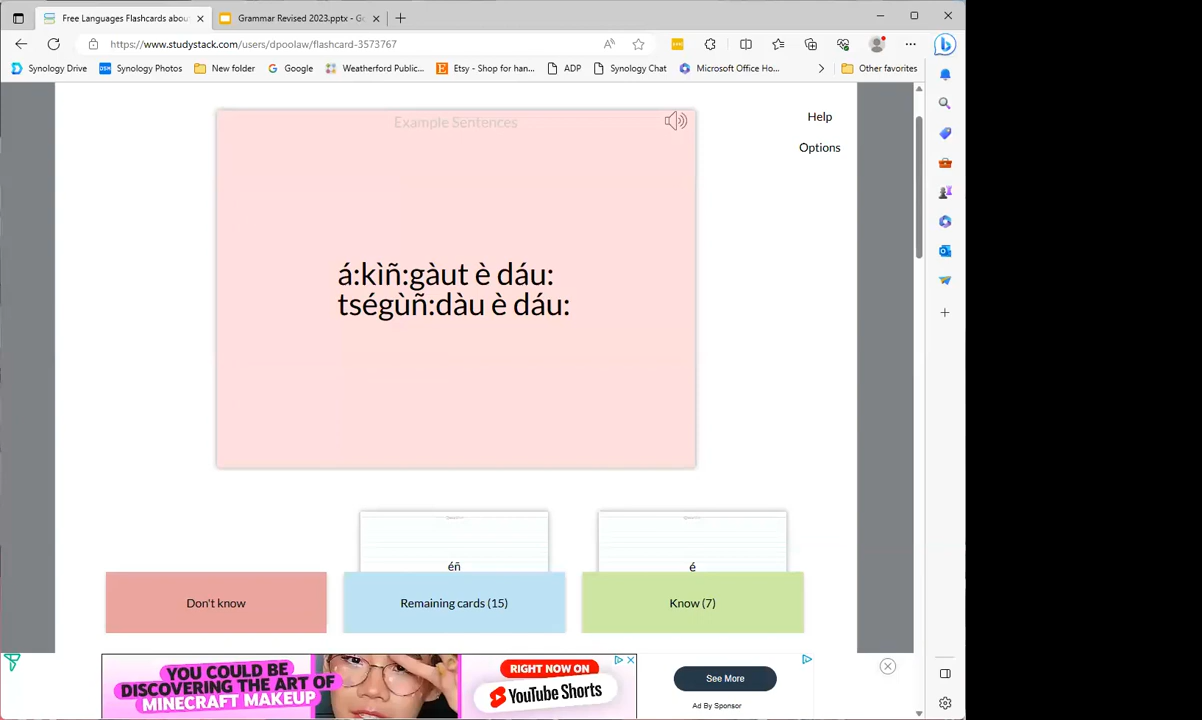 Free Languages Flashcards abou
Grammar Revised 2023.pptx - G
https://www.studystack.com/users/dpoolaw/flashcard-3573767
Synology Drive
DSM Synology Photos
New folder
Google
Weatherford Public...
Etsy - Shop for han...
ADP
Synology Chat
Microsoft Office Ho...
Other favorites
Example Sentences
Help
Options
á:kìñ:gàut è dáu:
tségùñ:dàu è dáu:
éñ
é
Don't know
Remaining cards (15)
Know (7)
YOU COULD BE
DISCOVERING THE ART OF
MINECRAFT MAKEUP
RIGHT NOW ON
YouTube Shorts
See More
Ad By Sponsor